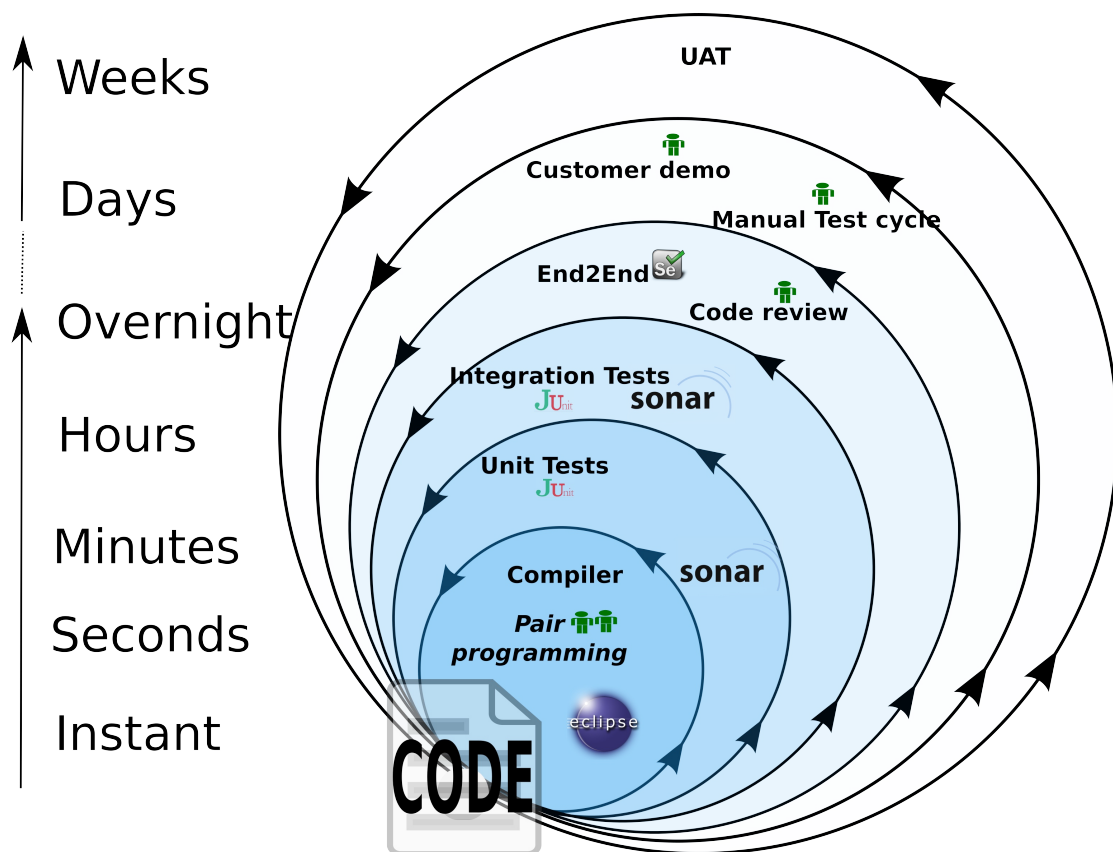 Weeks
Days
Overnight
Hours
Minutes
Seconds
Instant
UAT
Customer demo
Manual Test cycle
End2End
Se
Code review
Integration Tests
JUnit
sonar
Unit Tests
JUnit
Compiler
sonar
Pair
programming
eclipse
CODE